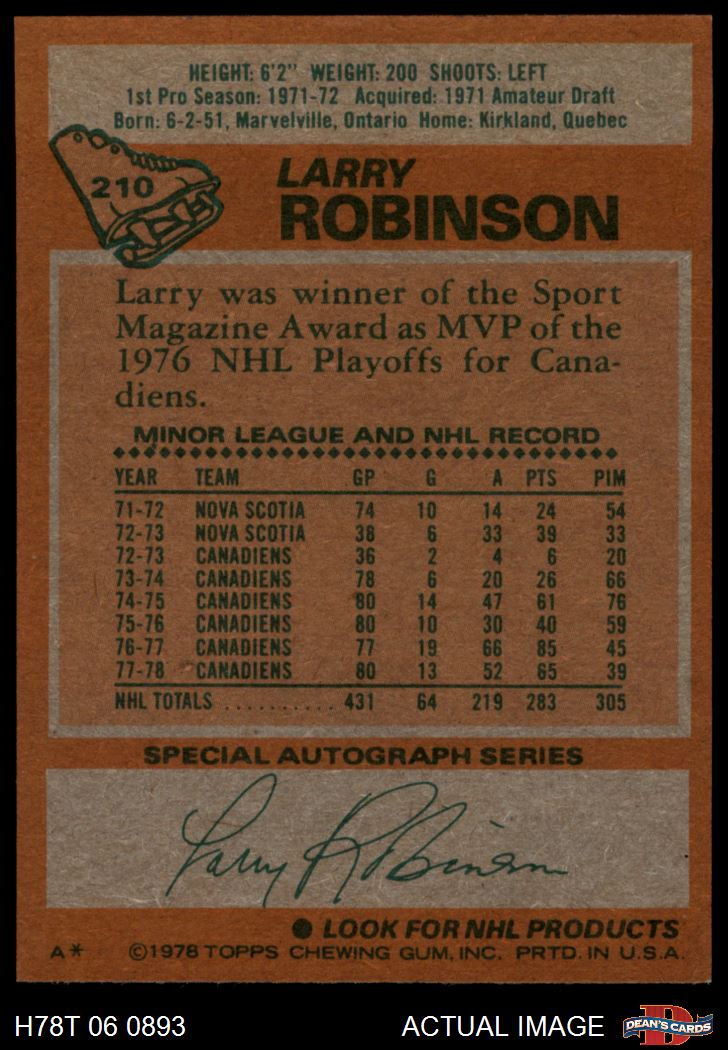 HEIGHT: 6'2" WEIGHT: 200 SHOOTS: LEFT
1st Pro Season: 1971-72 Acquired: 1971 Amateur Draft
Born: 6-2-51, Marvelville, Ontario Home: Kirkland, Quebec
210
LARRY
ROBINSON
Larry was winner of the Sport
Magazine Award as MVP of the
1976 NHL Playoffs for Cana-
diens.
MINOR LEAGUE AND NHL RECORD
YEAR TEAM GP G A PTS PIM
71-72 NOVA SCOTIA 74 10 14 24 54
72-73 NOVA SCOTIA 38 6 33 39 33
72-73 CANADIENS 36 2 4 6 20
73-74 CANADIENS 78 6 20 26 66
74-75 CANADIENS 80 14 47 61 76
75-76 CANADIENS 80 10 30 40 59
76-77 CANADIENS 77 19 66 85 45
77-78 CANADIENS 80 13 52 65 39
NHL TOTALS .......... 431 64 219 283 305
SPECIAL AUTOGRAPH SERIES
Larry Robinson
● LOOK FOR NHL PRODUCTS
A* ©1978 TOPPS CHEWING GUM, INC. PRTD. IN U.S.A.
H78T 06 0893 ACTUAL IMAGE D DEAN'S CARDS